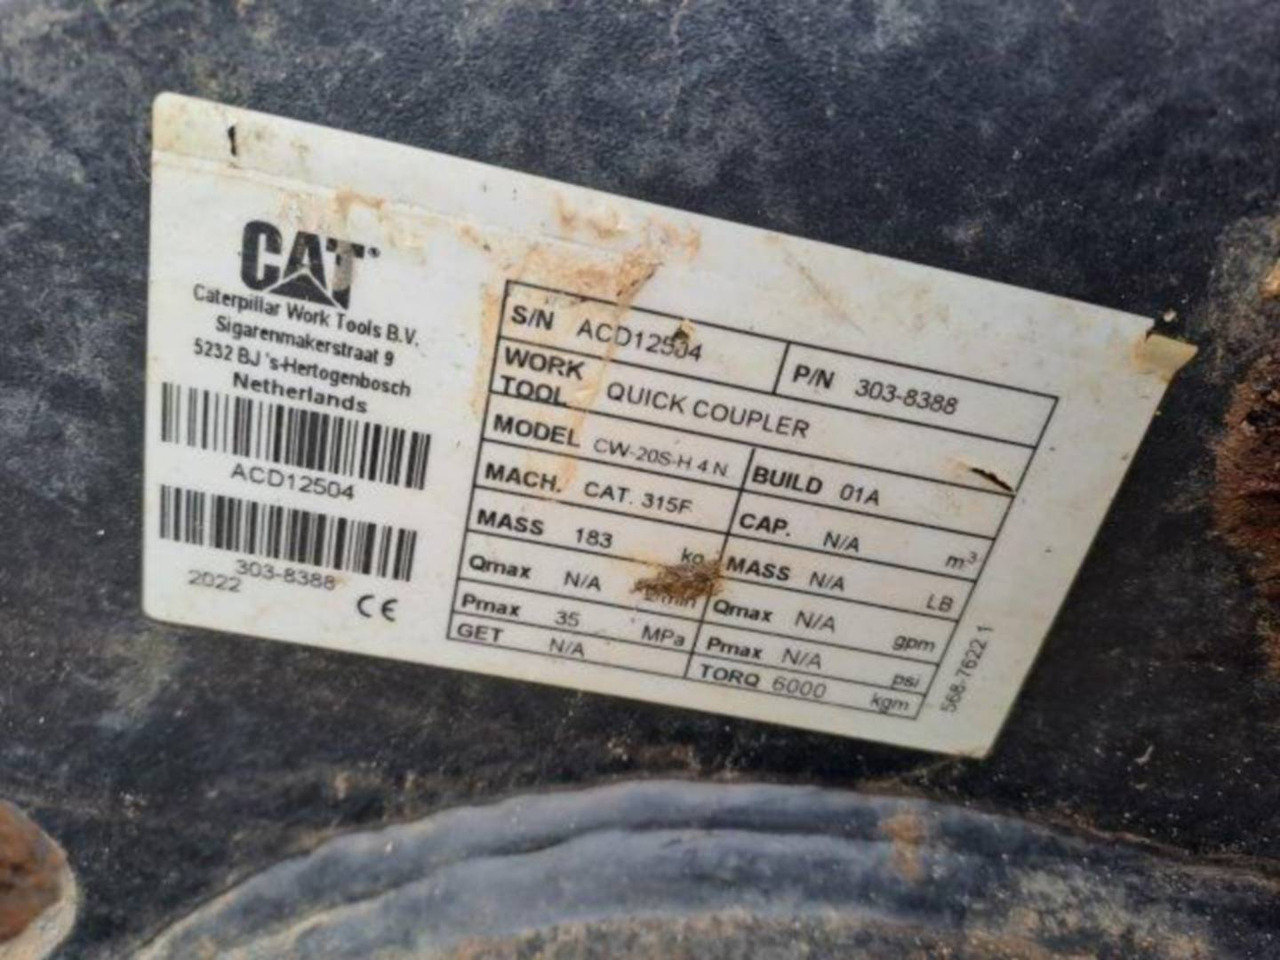 CAT
Caterpillar Work Tools B.V.
Sigarenmakerstraat 9
5232 BJ 's-Hertogenbosch
Netherlands
ACD12504
303-8388
2022
CE
S/N ACD12504 P/N 303-8388
WORK TOOL QUICK COUPLER
MODEL CW-20S-H 4 N BUILD 01A
MACH. CAT. 315F CAP. N/A m³
MASS 183 kg MASS N/A LB
Qmax N/A Qmax N/A gpm
Pmax 35 MPa Pmax N/A psi
GET N/A TORQ 6000 kgm
568-7622 1